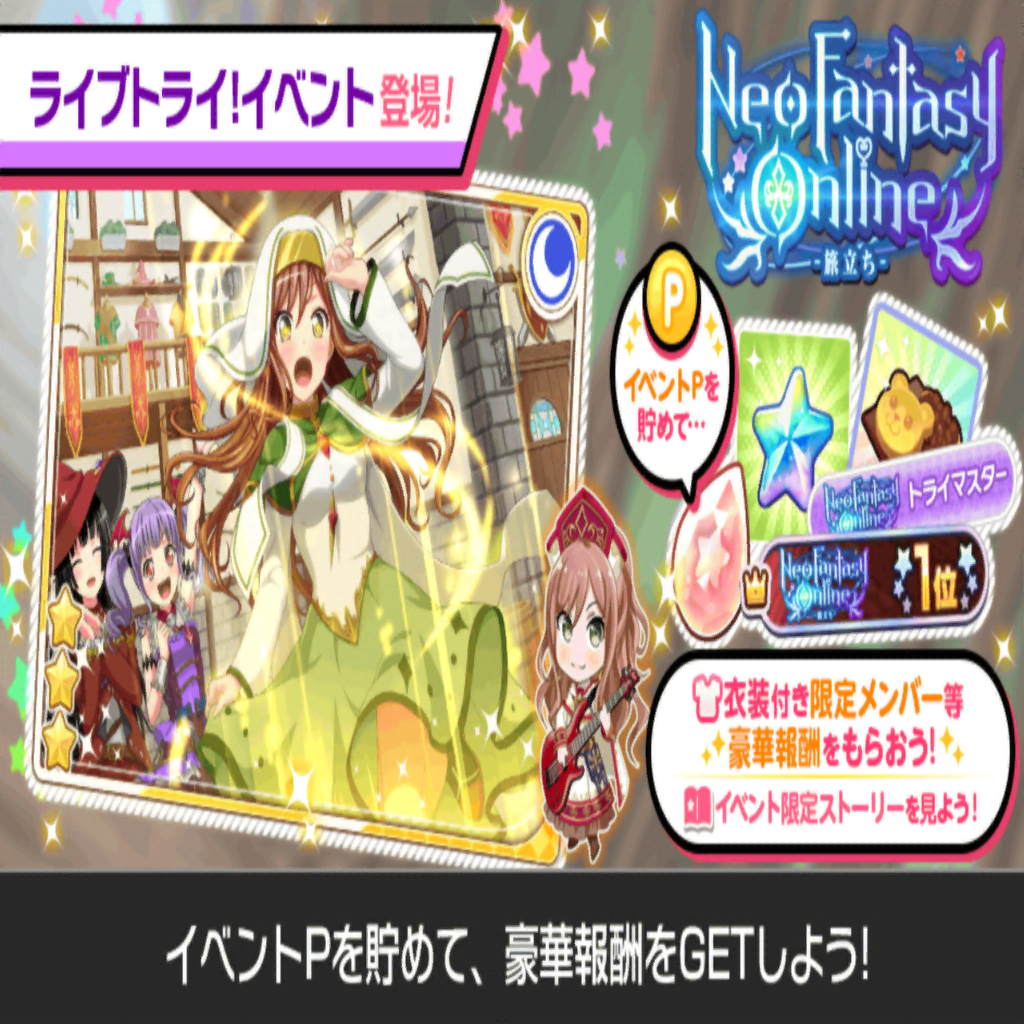 ライブトライ!イベント登場!
Neo Fantasy
Online
-旅立ち-
P
イベントPを
貯めて…
Neo Fantasy
Online
トライマスター
Neo Fantasy
Online
1位
衣装付き限定メンバー等
豪華報酬をもらおう!
イベント限定ストーリーを見よう!
イベントPを貯めて、豪華報酬をGETしよう!